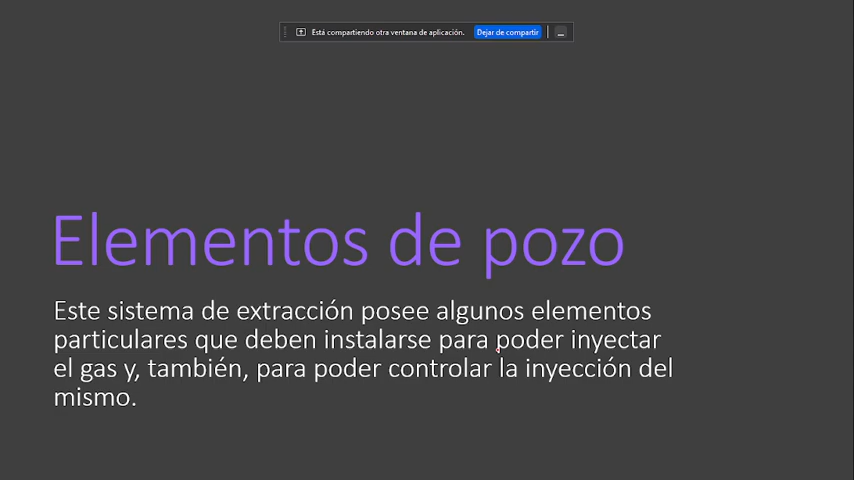 Está compartiendo otra ventana de aplicación. Dejar de compartir
Elementos de pozo
Este sistema de extracción posee algunos elementos
particulares que deben instalarse para poder inyectar
el gas y, también, para poder controlar la inyección del
mismo.